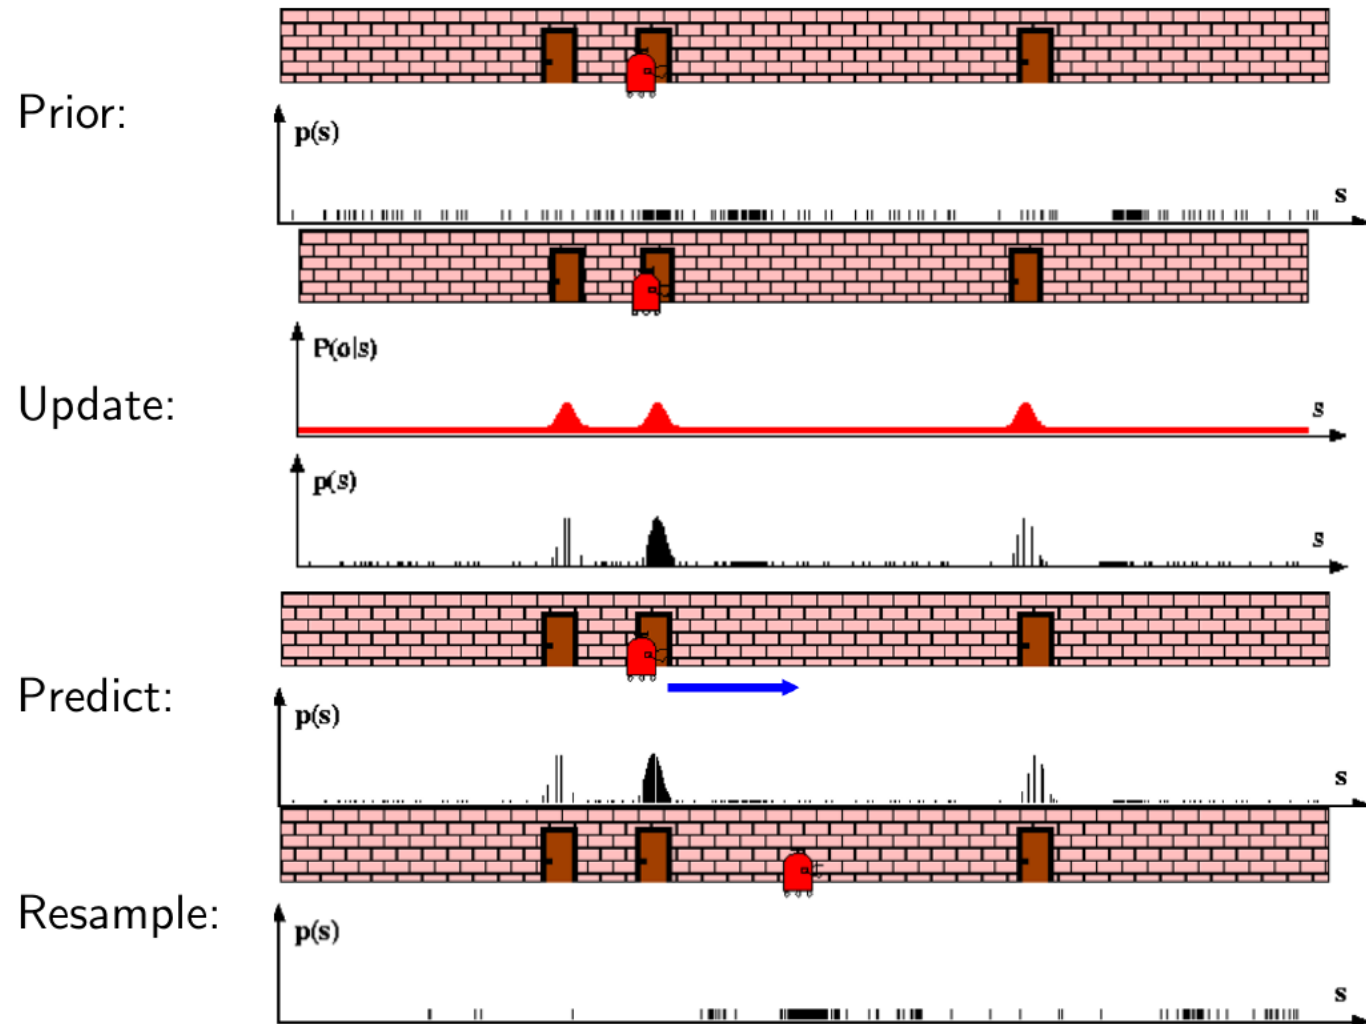 Prior:
p(s)
s
P(o|s)
Update:
s
p(s)
s
Predict:
p(s)
s
Resample:
p(s)
s